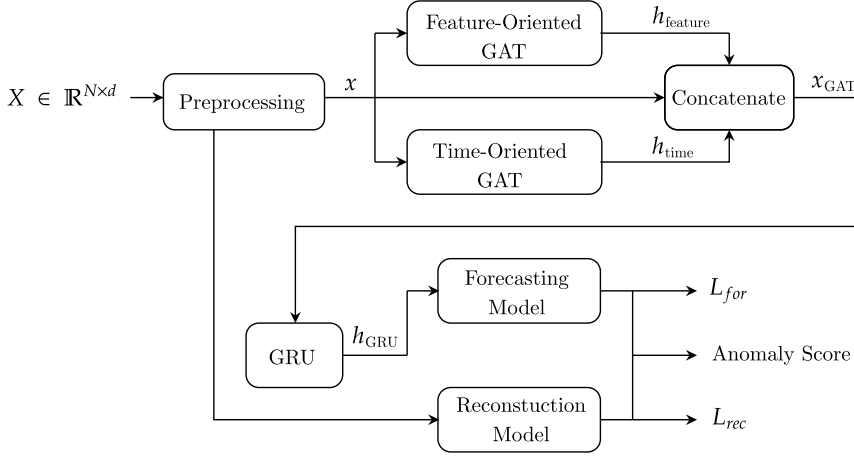 Feature-Oriented
GAT
h_feature
X ∈ ℝ^{N×d}
Preprocessing
x
Concatenate
x_GAT
Time-Oriented
GAT
h_time
Forecasting
Model
L_for
GRU
h_GRU
Anomaly Score
Reconstuction
Model
L_rec